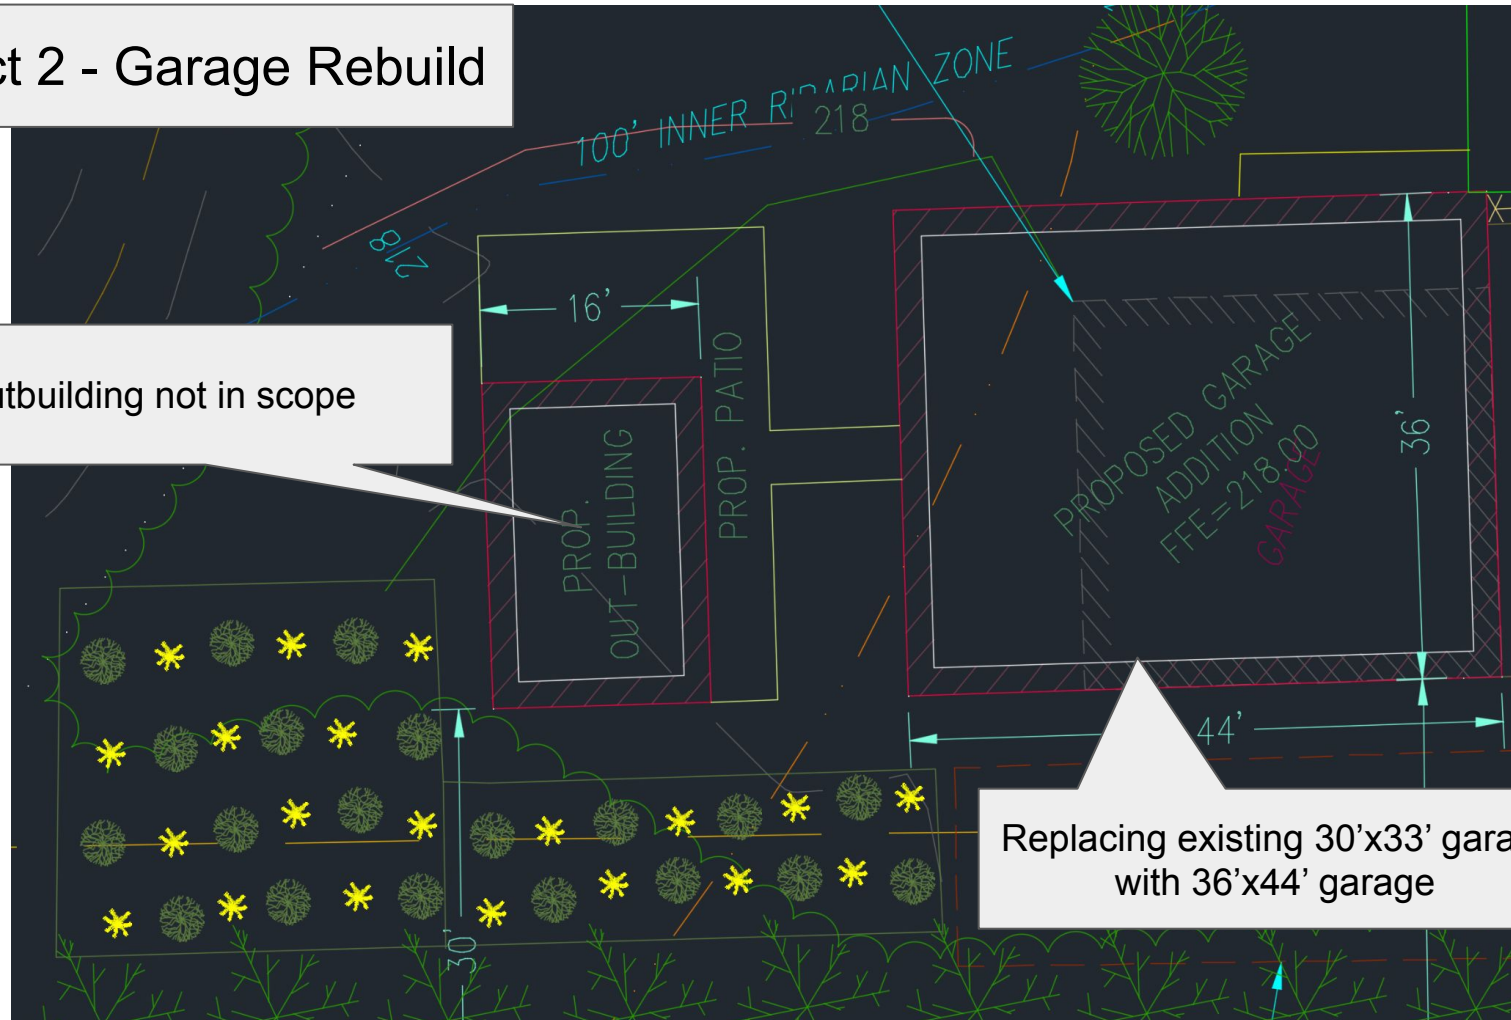 ct 2 - Garage Rebuild
100' INNER RIPARIAN ZONE
218
218
16'
utbuilding not in scope
PROP. PATIO
PROP.
OUT-BUILDING
PROPOSED GARAGE
ADDITION
FFE=218.00
GARAGE
36'
44'
Replacing existing 30’x33’ gara
with 36’x44’ garage
30'